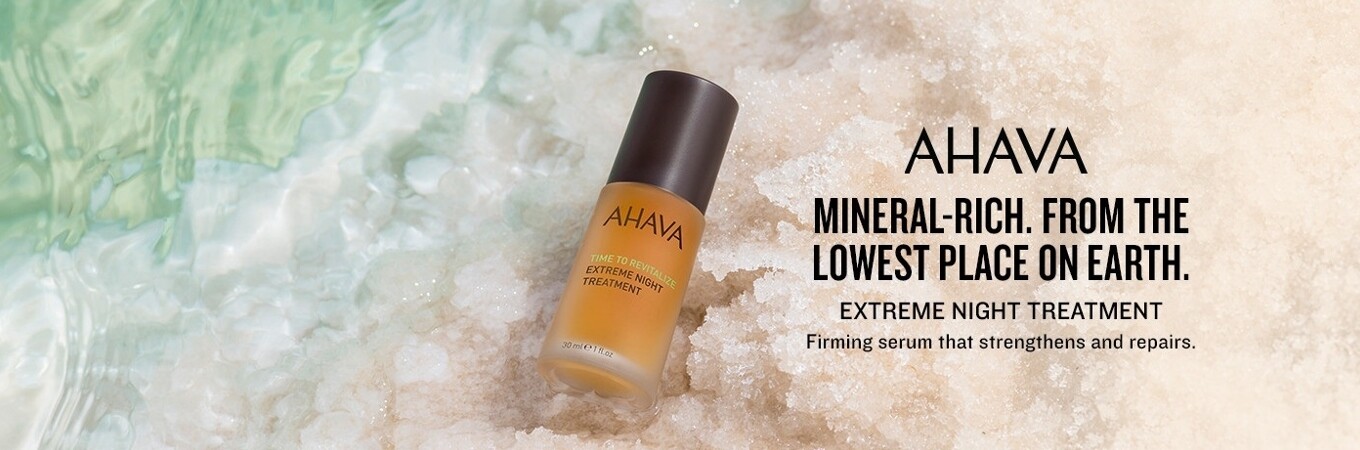 AHAVA
TIME TO REVITALIZE
EXTREME NIGHT
TREATMENT
30 ml ℮ 1 fl.oz
AHAVA
MINERAL-RICH. FROM THE
LOWEST PLACE ON EARTH.
EXTREME NIGHT TREATMENT
Firming serum that strengthens and repairs.